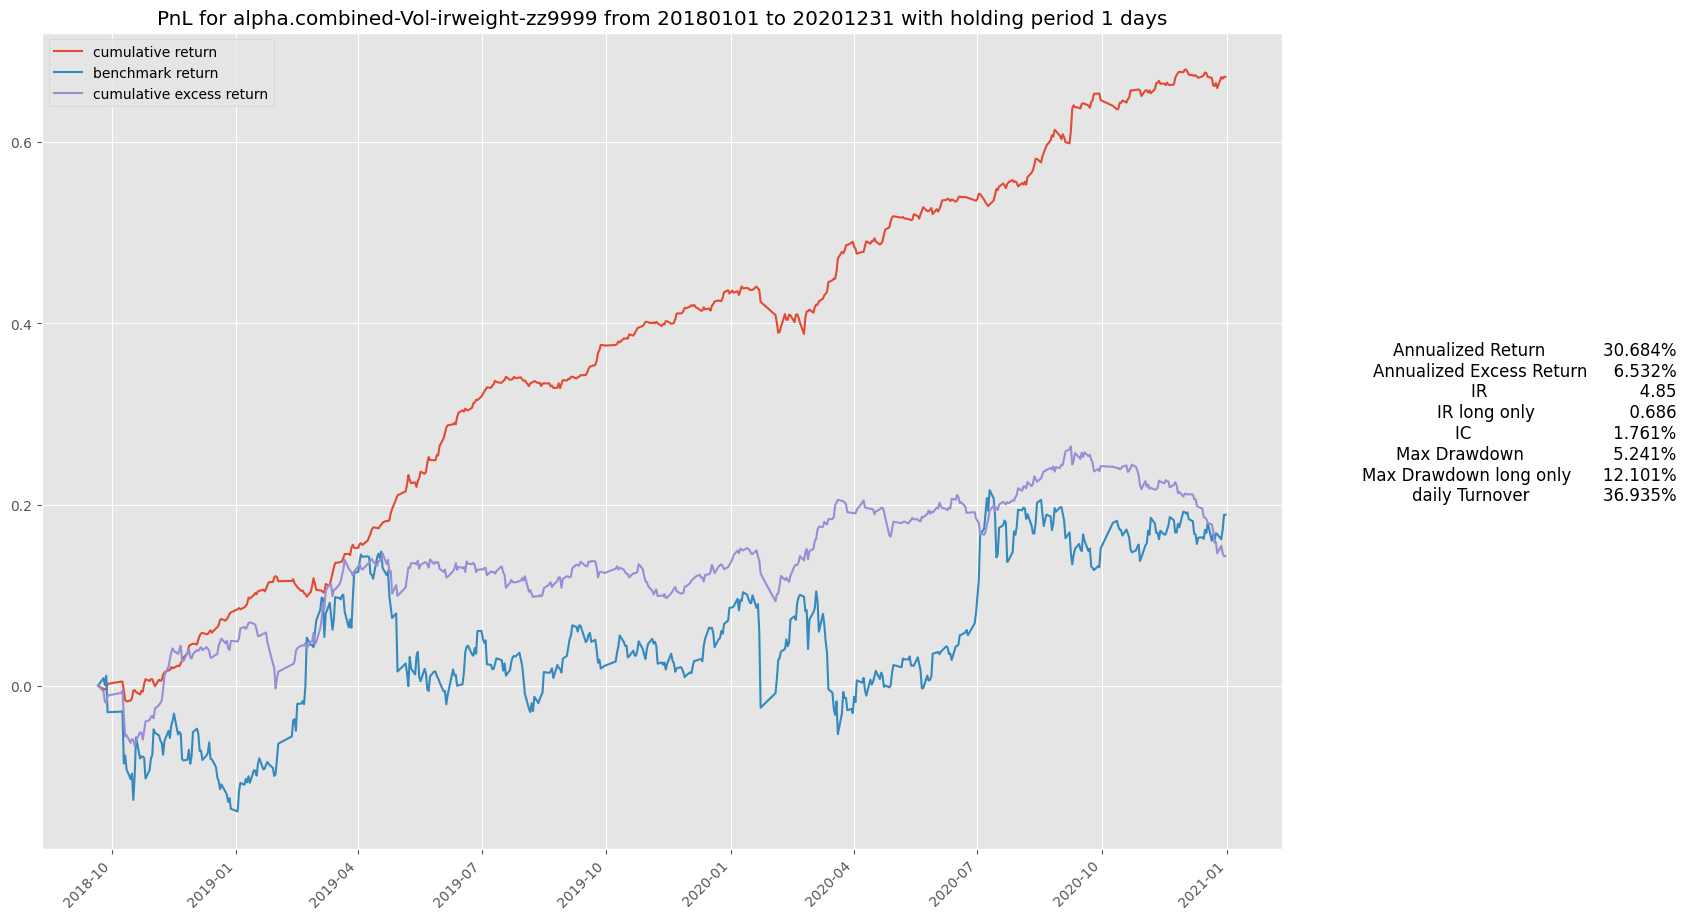 PnL for alpha.combined-Vol-irweight-zz9999 from 20180101 to 20201231 with holding period 1 days
cumulative return
benchmark return
cumulative excess return
0.6
0.4
0.2
0.0
2018-10
2019-01
2019-04
2019-07
2019-10
2020-01
2020-04
2020-07
2020-10
2021-01
Annualized Return 30.684%
Annualized Excess Return 6.532%
IR 4.85
IR long only 0.686
IC 1.761%
Max Drawdown 5.241%
Max Drawdown long only 12.101%
daily Turnover 36.935%